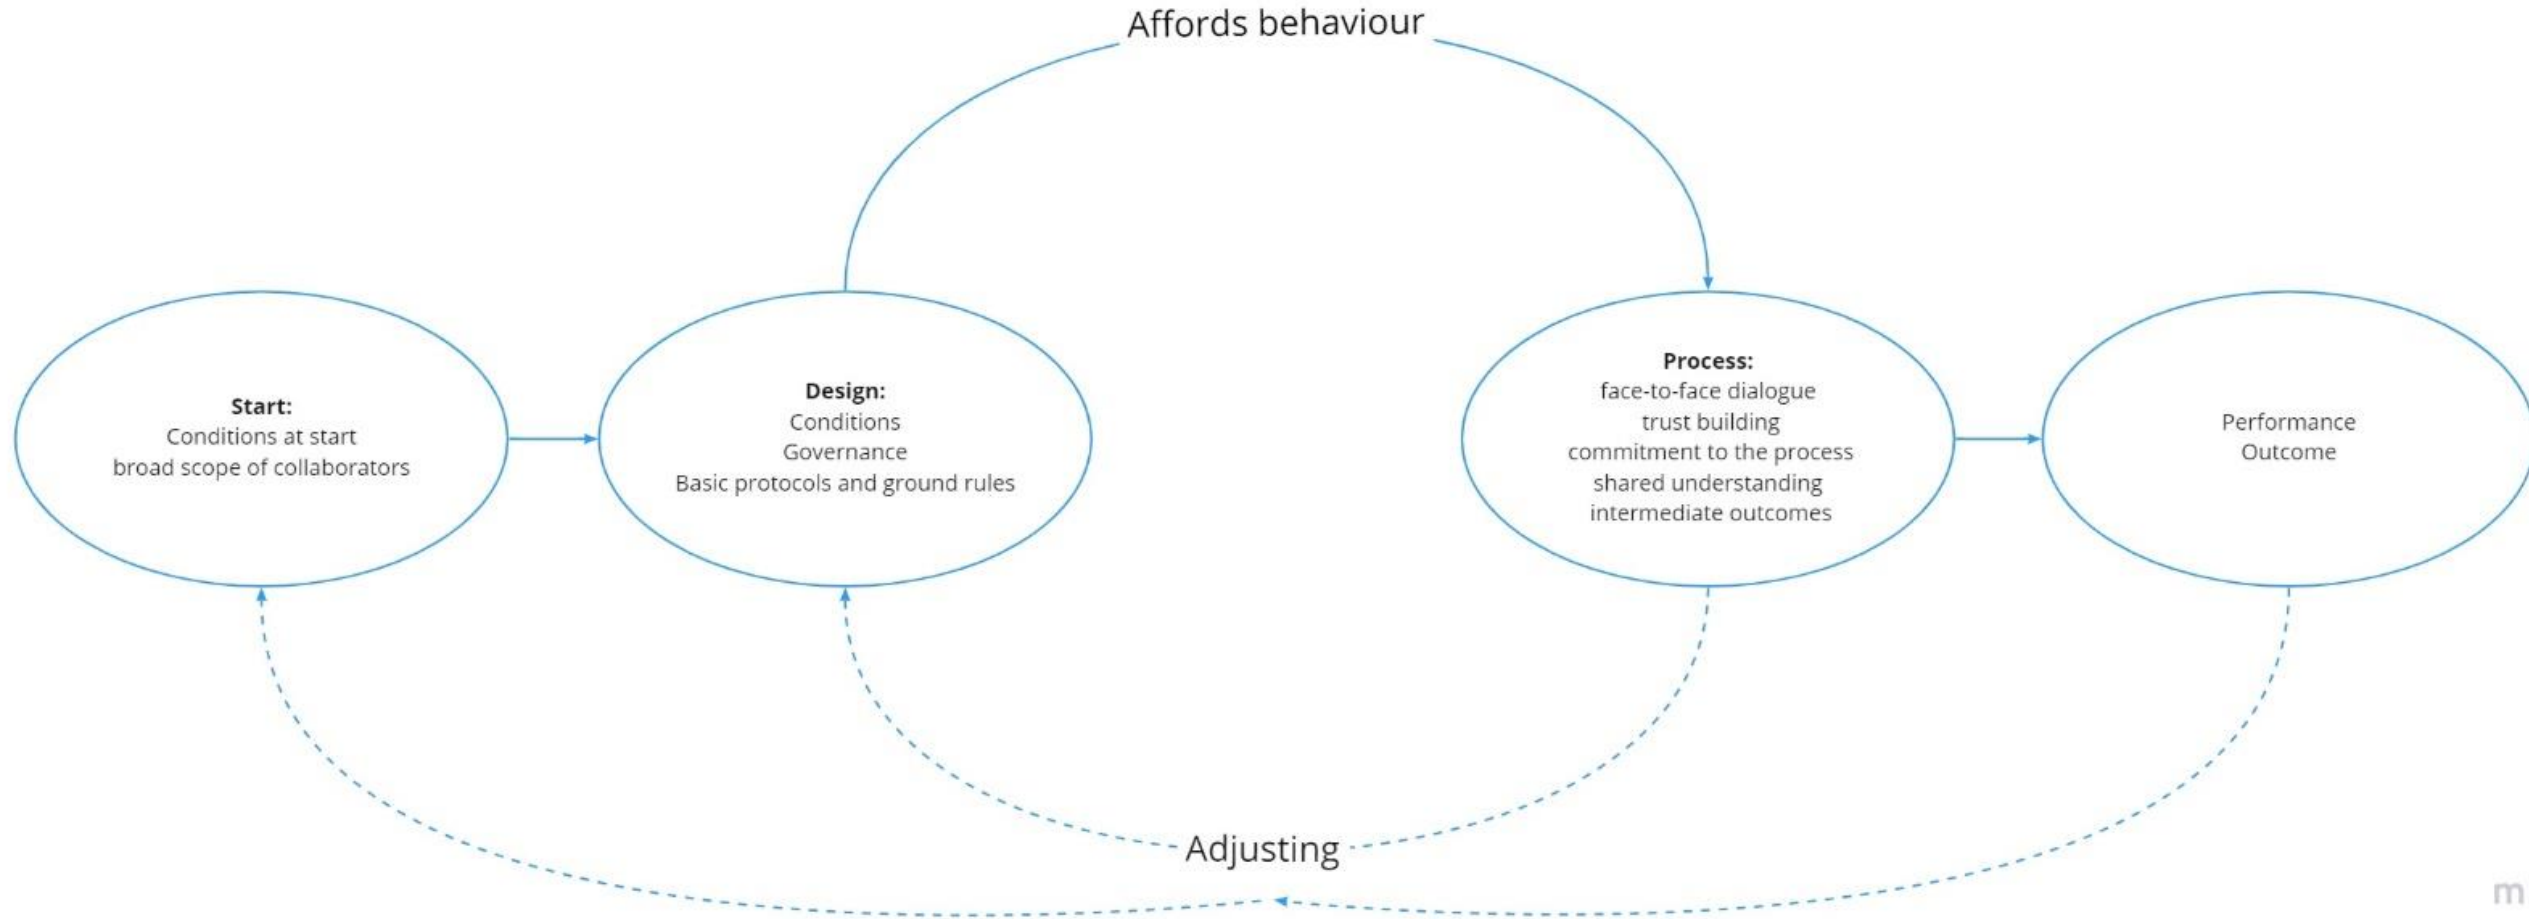 Affords behaviour
Start:
Conditions at start
broad scope of collaborators
Design:
Conditions
Governance
Basic protocols and ground rules
Process:
face-to-face dialogue
trust building
commitment to the process
shared understanding
intermediate outcomes
Performance
Outcome
Adjusting
m